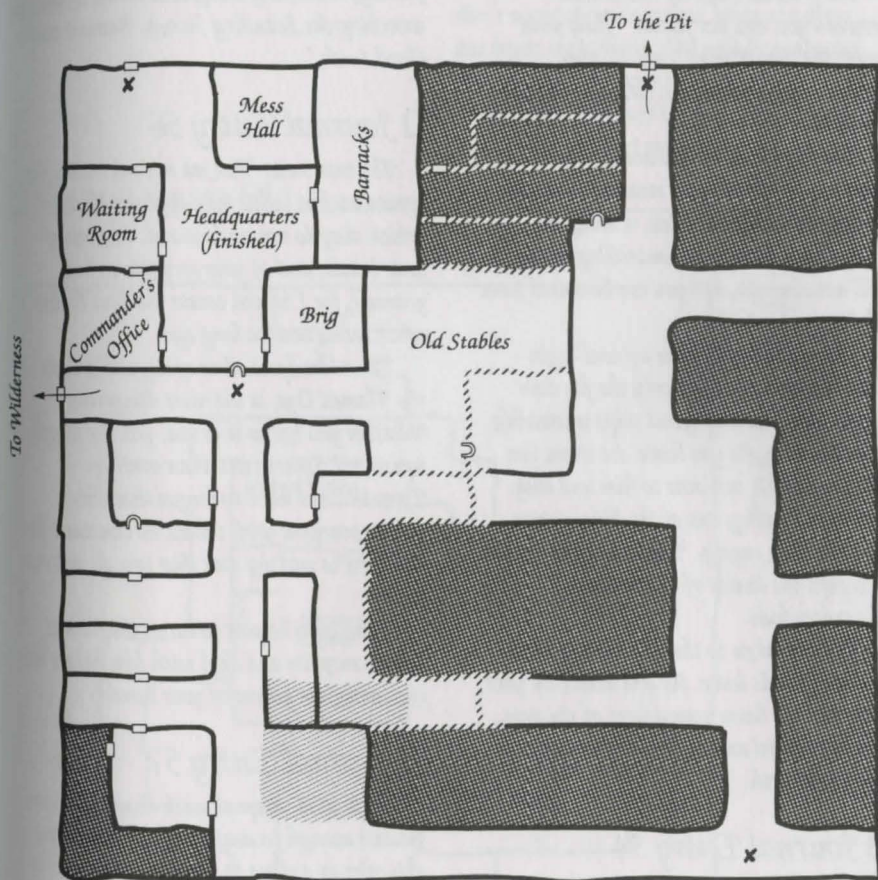 To the Pit
Mess
Hall
Barracks
Waiting
Room
Headquarters
(finished)
Commander's
Office
Brig
Old Stables
To Wilderness